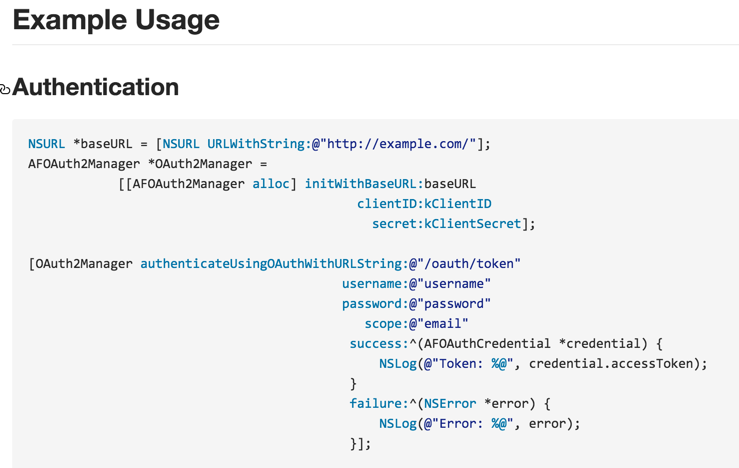 Example Usage
Authentication
NSURL *baseURL = [NSURL URLWithString:@"http://example.com/"];
AFOAuth2Manager *OAuth2Manager =
            [[AFOAuth2Manager alloc] initWithBaseURL:baseURL
                                            clientID:kClientID
                                              secret:kClientSecret];
[OAuth2Manager authenticateUsingOAuthWithURLString:@"/oauth/token"
                                          username:@"username"
                                          password:@"password"
                                             scope:@"email"
                                           success:^(AFOAuthCredential *credential) {
                                               NSLog(@"Token: %@", credential.accessToken);
                                           }
                                           failure:^(NSError *error) {
                                               NSLog(@"Error: %@", error);
                                           }];